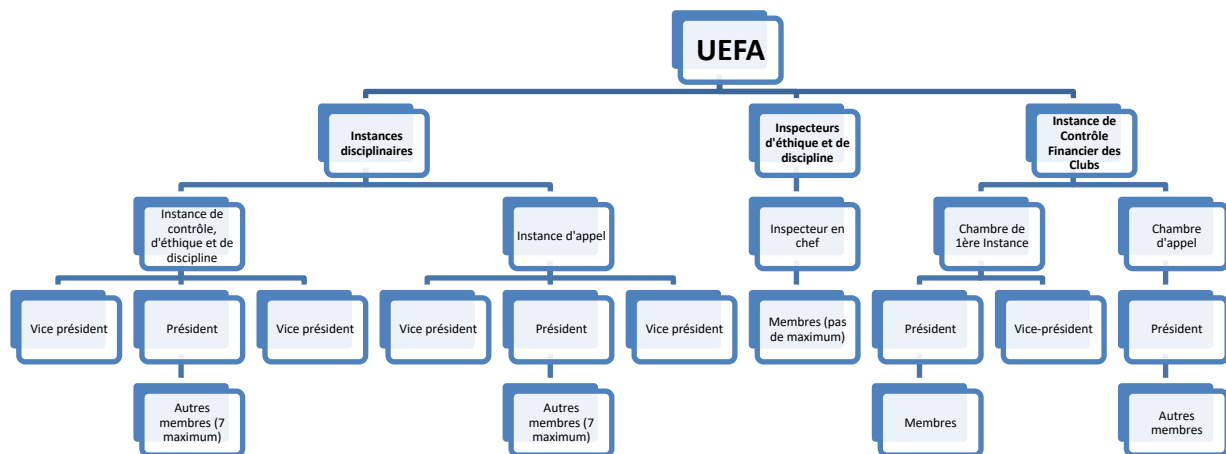 UEFA
Instances
disciplinaires
Inspecteurs
d'éthique et de
discipline
Instance de
Contrôle
Financier des
Clubs
Instance de
contrôle,
d'éthique et de
discipline
Instance d'appel
Inspecteur en
chef
Chambre de
1ère Instance
Chambre
d'appel
Vice président
Président
Vice président
Vice président
Président
Vice président
Membres (pas
de maximum)
Président
Vice-président
Président
Autres
membres (7
maximum)
Autres
membres (7
maximum)
Membres
Autres
membres